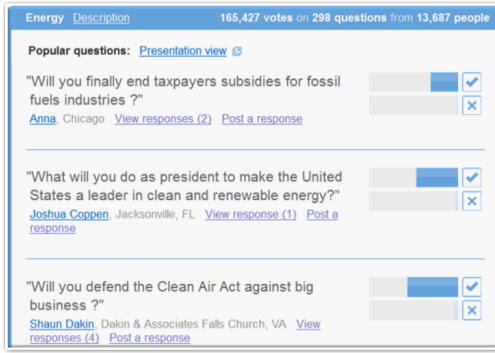 Energy Description 165,427 votes on 298 questions from 13,687 people
Popular questions: Presentation view
"Will you finally end taxpayers subsidies for fossil
fuels industries ?"
Anna, Chicago View responses (2) Post a response
"What will you do as president to make the United
States a leader in clean and renewable energy?"
Joshua Coppen, Jacksonville, FL View response (1) Post a
response
"Will you defend the Clean Air Act against big
business ?"
Shaun Dakin, Dakin & Associates Falls Church, VA View
responses (4) Post a response